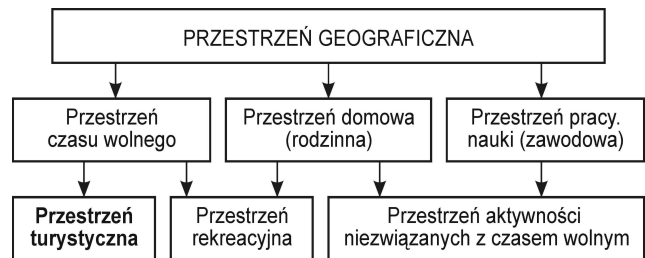 PRZESTRZEŃ GEOGRAFICZNA
Przestrzeń
czasu wolnego
Przestrzeń domowa
(rodzinna)
Przestrzeń pracy.
nauki (zawodowa)
Przestrzeń
turystyczna
Przestrzeń
rekreacyjna
Przestrzeń aktywności
niezwiązanych z czasem wolnym